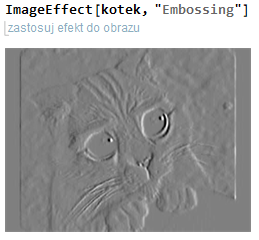 ImageEffect[kotek, "Embossing"]
zastosuj efekt do obrazu